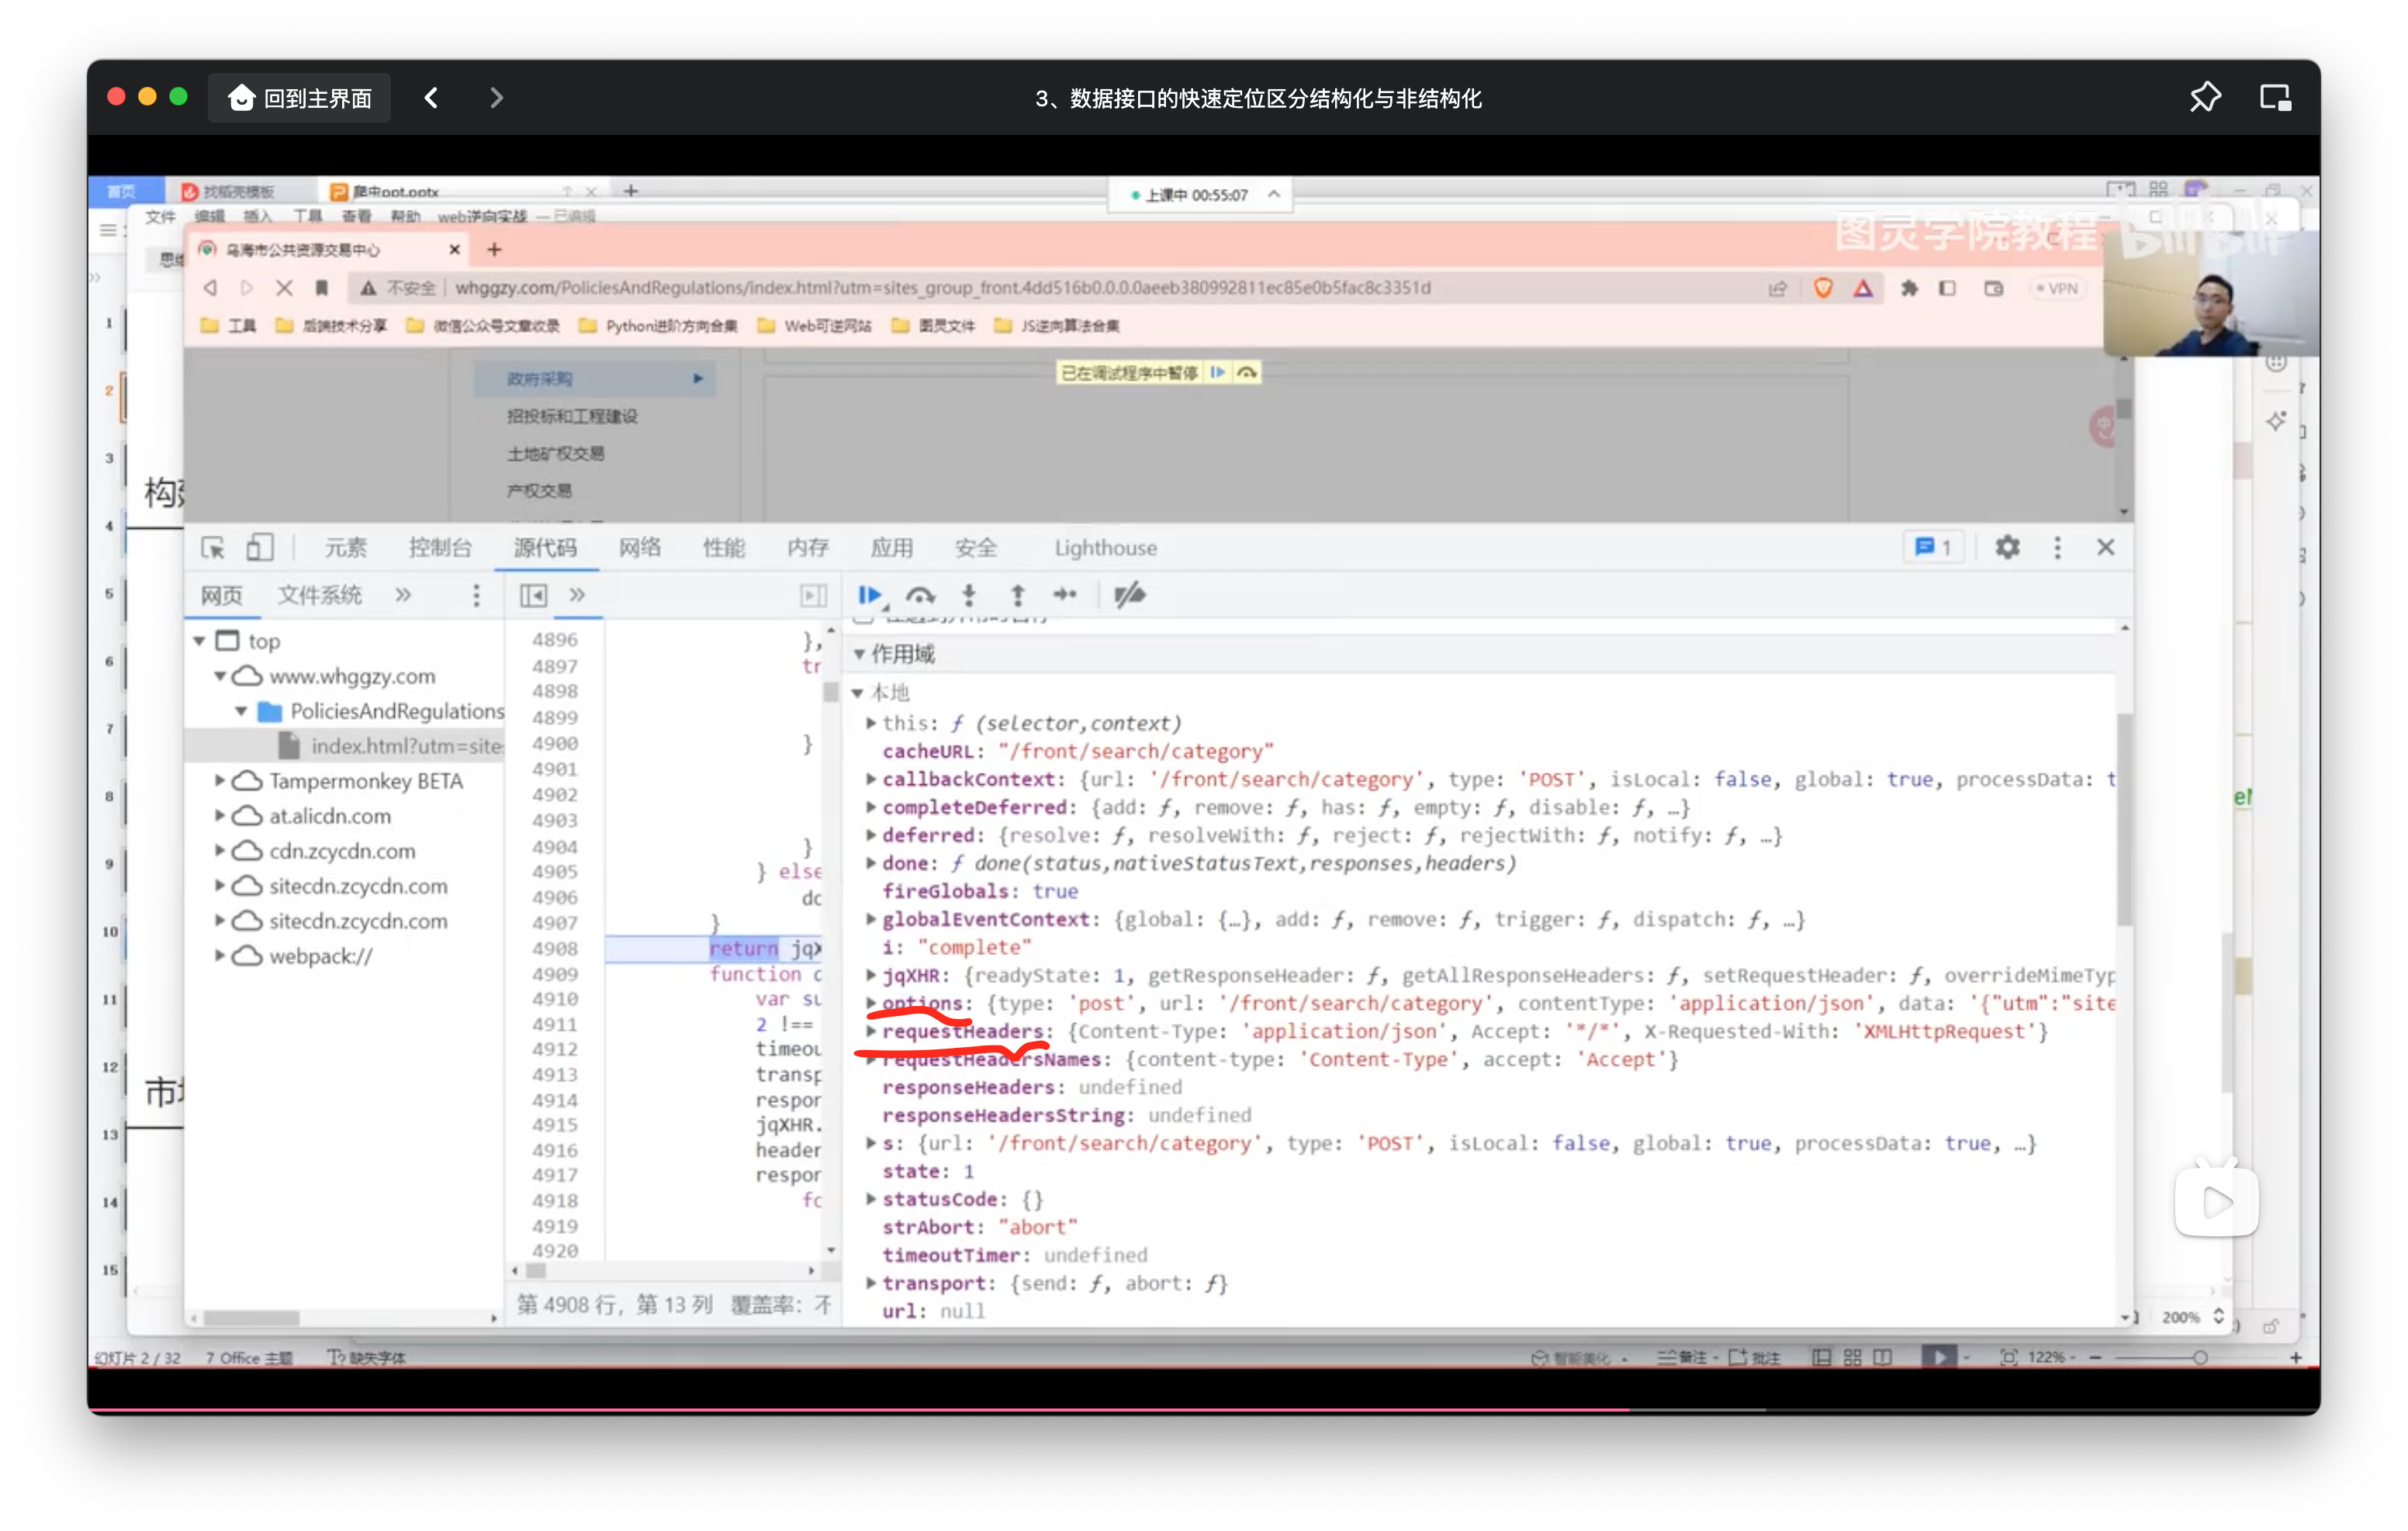 回到主界面
3、数据接口的快速定位区分结构化与非结构化
首页 找稻壳模板 爬虫ppt.pptx
上课中 00:55:07
文件 编辑 插入 工具 查看 帮助 web逆向实战 — 已编辑
图灵学院教程
bilibili
乌海市公共资源交易中心
不安全 whggzy.com/PoliciesAndRegulations/index.html?utm=sites_group_front.4dd516b0.0.0.0aeeb380992811ec85e0b5fac8c3351d
VPN
工具 后端技术分享 微信公众号文章收录 Python进阶方向合集 Web可逆网站 图灵文件 JS逆向算法合集
政府采购
已在调试程序中暂停
招投标和工程建设
土地矿权交易
产权交易
元素 控制台 源代码 网络 性能 内存 应用 安全 Lighthouse 1
网页 文件系统
top
www.whggzy.com
PoliciesAndRegulations
index.html?utm=site
Tampermonkey BETA
at.alicdn.com
cdn.zcycdn.com
sitecdn.zcycdn.com
sitecdn.zcycdn.com
webpack://
4896 },
4897 tr
4898
4899
4900 }
4901
4902
4903
4904 }
4905 } else
4906 dc
4907 }
4908 return jqX
4909 function d
4910 var su
4911 2 !==
4912 timeou
4913 transp
4914 respor
4915 jqXHR.
4916 header
4917 respor
4918 fc
4919
4920
第 4908 行，第 13 列 覆盖率：不
作用域
本地
this: ƒ (selector,context)
cacheURL: "/front/search/category"
callbackContext: {url: '/front/search/category', type: 'POST', isLocal: false, global: true, processData: t
completeDeferred: {add: ƒ, remove: ƒ, has: ƒ, empty: ƒ, disable: ƒ, …}
deferred: {resolve: ƒ, resolveWith: ƒ, reject: ƒ, rejectWith: ƒ, notify: ƒ, …}
done: ƒ done(status,nativeStatusText,responses,headers)
fireGlobals: true
globalEventContext: {global: {…}, add: ƒ, remove: ƒ, trigger: ƒ, dispatch: ƒ, …}
i: "complete"
jqXHR: {readyState: 1, getResponseHeader: ƒ, getAllResponseHeaders: ƒ, setRequestHeader: ƒ, overrideMimeTyp
options: {type: 'post', url: '/front/search/category', contentType: 'application/json', data: '{"utm":"site
requestHeaders: {Content-Type: 'application/json', Accept: '*/*', X-Requested-With: 'XMLHttpRequest'}
requestHeadersNames: {content-type: 'Content-Type', accept: 'Accept'}
responseHeaders: undefined
responseHeadersString: undefined
s: {url: '/front/search/category', type: 'POST', isLocal: false, global: true, processData: true, …}
state: 1
statusCode: {}
strAbort: "abort"
timeoutTimer: undefined
transport: {send: ƒ, abort: ƒ}
url: null
1
2
3
4
5
6
7
8
9
10
11
12
13
14
15
200%
幻灯片 2 / 32 7 Office 主题 缺失字体 智能美化 备注 批注 122%